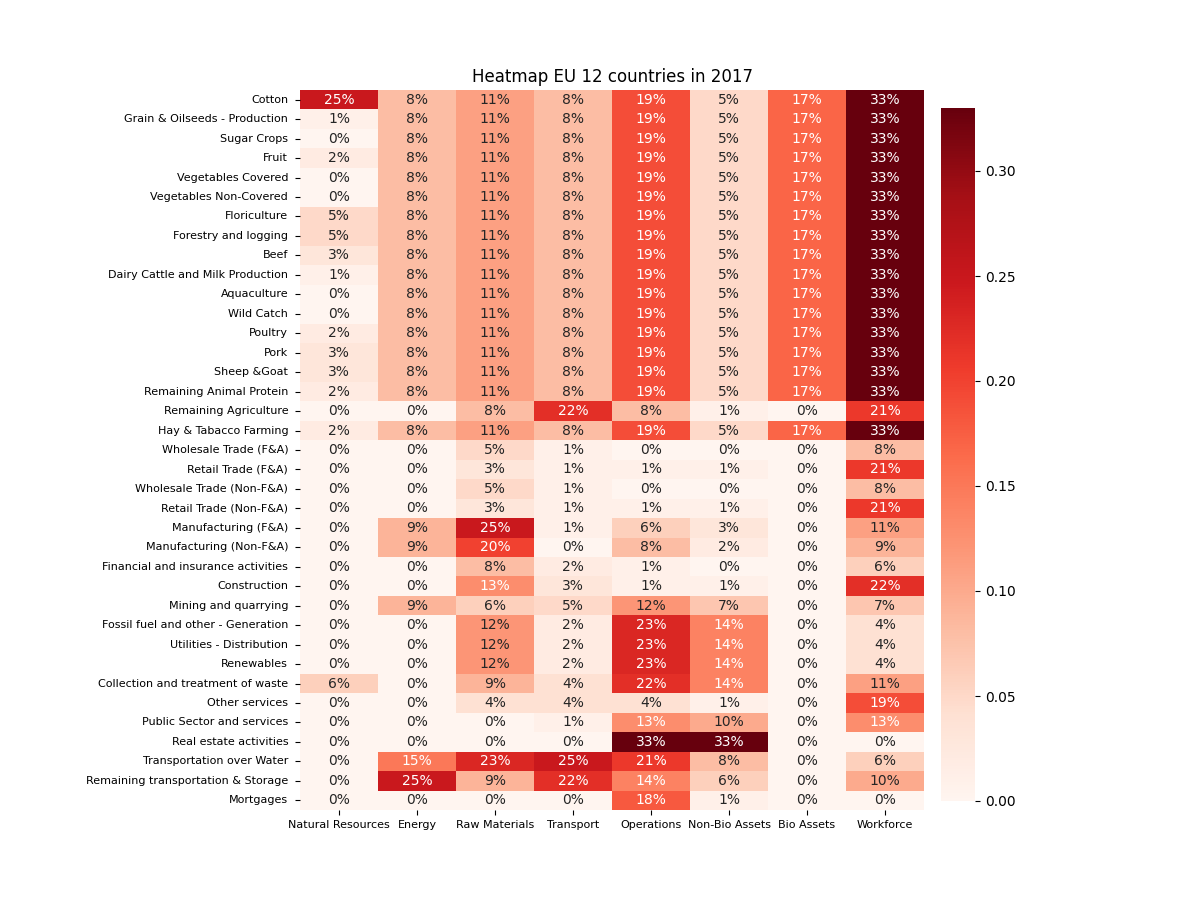 Heatmap EU 12 countries in 2017
Cotton 25% 8% 11% 8% 19% 5% 17% 33%
Grain & Oilseeds - Production 1% 8% 11% 8% 19% 5% 17% 33%
Sugar Crops 0% 8% 11% 8% 19% 5% 17% 33%
Fruit 2% 8% 11% 8% 19% 5% 17% 33%
Vegetables Covered 0% 8% 11% 8% 19% 5% 17% 33%
Vegetables Non-Covered 0% 8% 11% 8% 19% 5% 17% 33%
Floriculture 5% 8% 11% 8% 19% 5% 17% 33%
Forestry and logging 5% 8% 11% 8% 19% 5% 17% 33%
Beef 3% 8% 11% 8% 19% 5% 17% 33%
Dairy Cattle and Milk Production 1% 8% 11% 8% 19% 5% 17% 33%
Aquaculture 0% 8% 11% 8% 19% 5% 17% 33%
Wild Catch 0% 8% 11% 8% 19% 5% 17% 33%
Poultry 2% 8% 11% 8% 19% 5% 17% 33%
Pork 3% 8% 11% 8% 19% 5% 17% 33%
Sheep &Goat 3% 8% 11% 8% 19% 5% 17% 33%
Remaining Animal Protein 2% 8% 11% 8% 19% 5% 17% 33%
Remaining Agriculture 0% 0% 8% 22% 8% 1% 0% 21%
Hay & Tobacco Farming 2% 8% 11% 8% 19% 5% 17% 33%
Wholesale Trade (F&A) 0% 0% 5% 1% 0% 0% 0% 8%
Retail Trade (F&A) 0% 0% 3% 1% 1% 1% 0% 21%
Wholesale Trade (Non-F&A) 0% 0% 5% 1% 0% 0% 0% 8%
Retail Trade (Non-F&A) 0% 0% 3% 1% 1% 1% 0% 21%
Manufacturing (F&A) 0% 9% 25% 1% 6% 3% 0% 11%
Manufacturing (Non-F&A) 0% 9% 20% 0% 8% 2% 0% 9%
Financial and insurance activities 0% 0% 8% 2% 1% 0% 0% 6%
Construction 0% 0% 13% 3% 1% 1% 0% 22%
Mining and quarrying 0% 9% 6% 5% 12% 7% 0% 7%
Fossil fuel and other - Generation 0% 0% 12% 2% 23% 14% 0% 4%
Utilities - Distribution 0% 0% 12% 2% 23% 14% 0% 4%
Renewables 0% 0% 12% 2% 23% 14% 0% 4%
Collection and treatment of waste 6% 0% 9% 4% 22% 14% 0% 11%
Other services 0% 0% 4% 4% 4% 1% 0% 19%
Public Sector and services 0% 0% 0% 1% 13% 10% 0% 13%
Real estate activities 0% 0% 0% 0% 33% 33% 0% 0%
Transportation over Water 0% 15% 23% 25% 21% 8% 0% 6%
Remaining transportation & Storage 0% 25% 9% 22% 14% 6% 0% 10%
Mortgages 0% 0% 0% 0% 18% 1% 0% 0%
Natural Resources Energy Raw Materials Transport Operations Non-Bio Assets Bio Assets Workforce
0.30
0.25
0.20
0.15
0.10
0.05
0.00